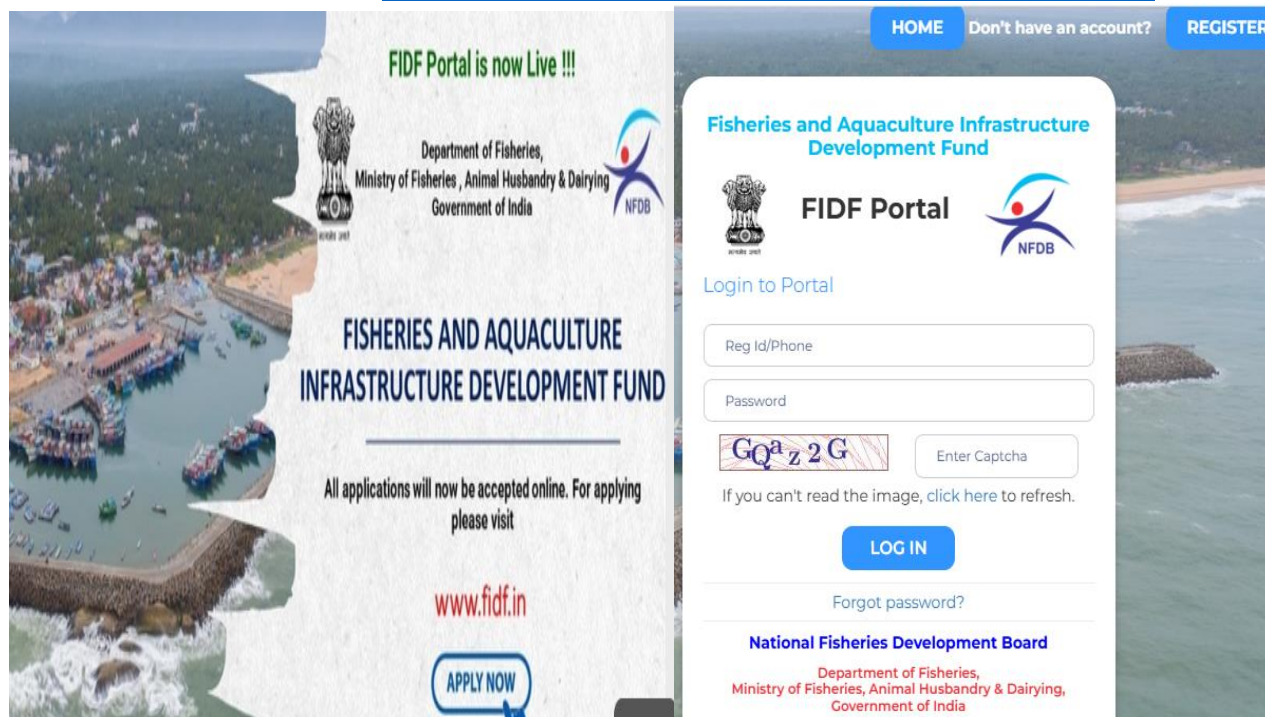 FIDF Portal is now Live !!!
Department of Fisheries,
Ministry of Fisheries , Animal Husbandry & Dairying
Government of India
NFDB
FISHERIES AND AQUACULTURE
INFRASTRUCTURE DEVELOPMENT FUND
All applications will now be accepted online. For applying
please visit
www.fidf.in
APPLY NOW
HOME Don't have an account? REGISTER
Fisheries and Aquaculture Infrastructure
Development Fund
FIDF Portal
NFDB
Login to Portal
Reg Id/Phone
Password
GQaz2G
Enter Captcha
If you can't read the image, click here to refresh.
LOG IN
Forgot password?
National Fisheries Development Board
Department of Fisheries,
Ministry of Fisheries, Animal Husbandry & Dairying,
Government of India